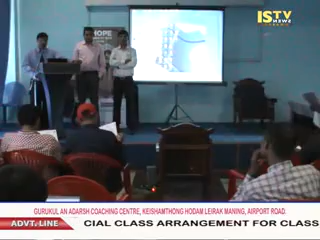 ISTV
NEWS
HOPE
GURUKUL AN ADARSH COACHING CENTRE, KEISHAMTHONG HODAM LEIRAK MANING, AIRPORT ROAD.
ADVT. LINE
CIAL CLASS ARRANGEMENT FOR CLASS